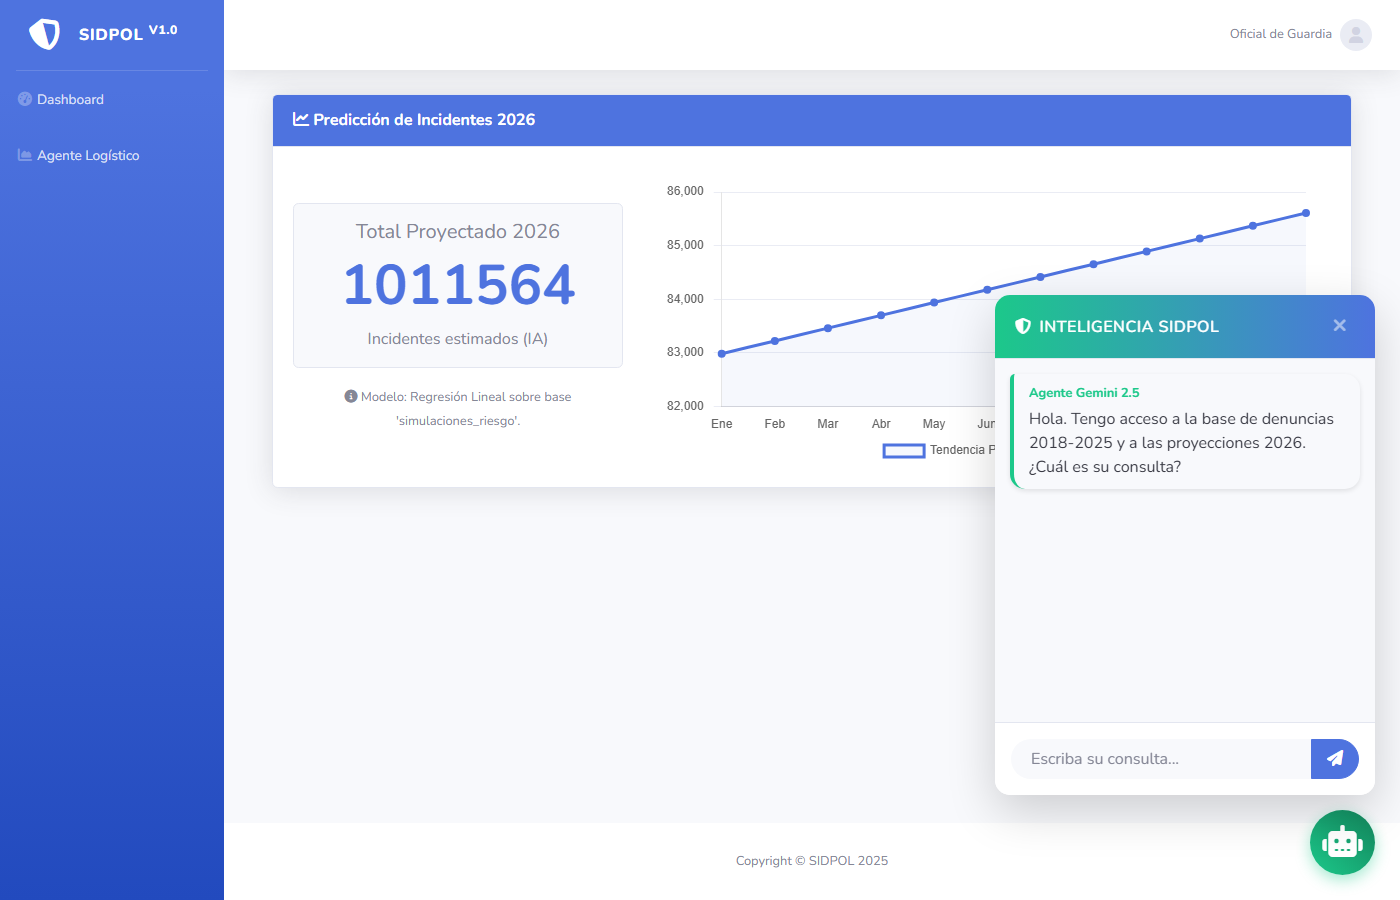 SIDPOL V1.0
Oficial de Guardia
Dashboard
Agente Logístico
Predicción de Incidentes 2026
Total Proyectado 2026
1011564
Incidentes estimados (IA)
Modelo: Regresión Lineal sobre base
'simulaciones_riesgo'.
86,000
85,000
84,000
83,000
82,000
Ene Feb Mar Abr May Jun
Tendencia P
INTELIGENCIA SIDPOL
Agente Gemini 2.5
Hola. Tengo acceso a la base de denuncias
2018-2025 y a las proyecciones 2026.
¿Cuál es su consulta?
Escriba su consulta...
Copyright © SIDPOL 2025